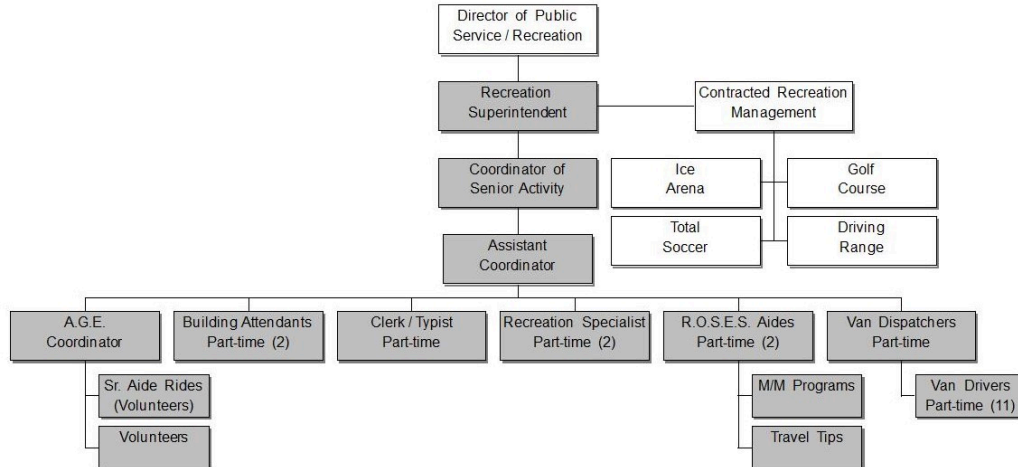 Director of Public
Service / Recreation
Recreation
Superintendent
Contracted Recreation
Management
Coordinator of
Senior Activity
Ice
Arena
Golf
Course
Total
Soccer
Driving
Range
Assistant
Coordinator
A.G.E.
Coordinator
Building Attendants
Part-time (2)
Clerk / Typist
Part-time
Recreation Specialist
Part-time (2)
R.O.S.E.S. Aides
Part-time (2)
Van Dispatchers
Part-time
Sr. Aide Rides
(Volunteers)
Volunteers
M/M Programs
Travel Tips
Van Drivers
Part-time (11)